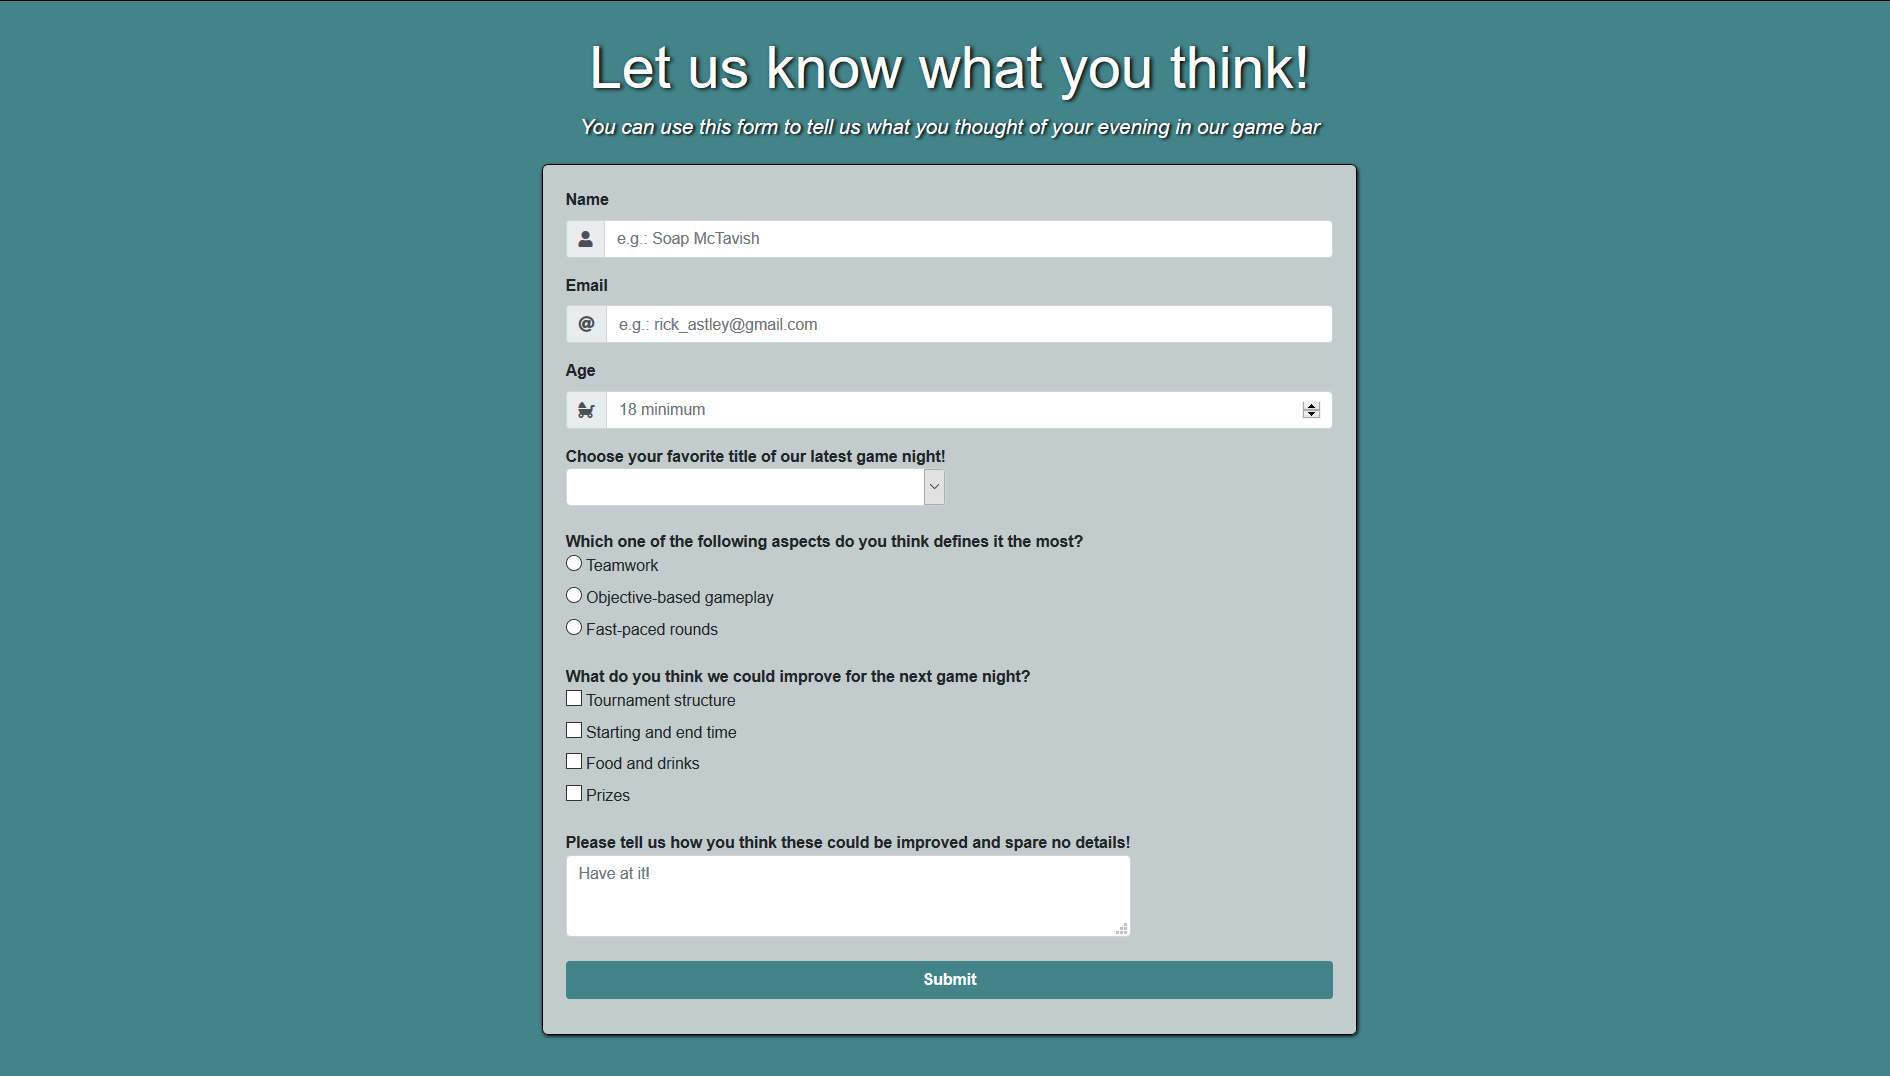 Let us know what you think!
You can use this form to tell us what you thought of your evening in our game bar
Name
e.g.: Soap McTavish
Email
@ e.g.: rick_astley@gmail.com
Age
18 minimum
Choose your favorite title of our latest game night!
Which one of the following aspects do you think defines it the most?
Teamwork
Objective-based gameplay
Fast-paced rounds
What do you think we could improve for the next game night?
Tournament structure
Starting and end time
Food and drinks
Prizes
Please tell us how you think these could be improved and spare no details!
Have at it!
Submit